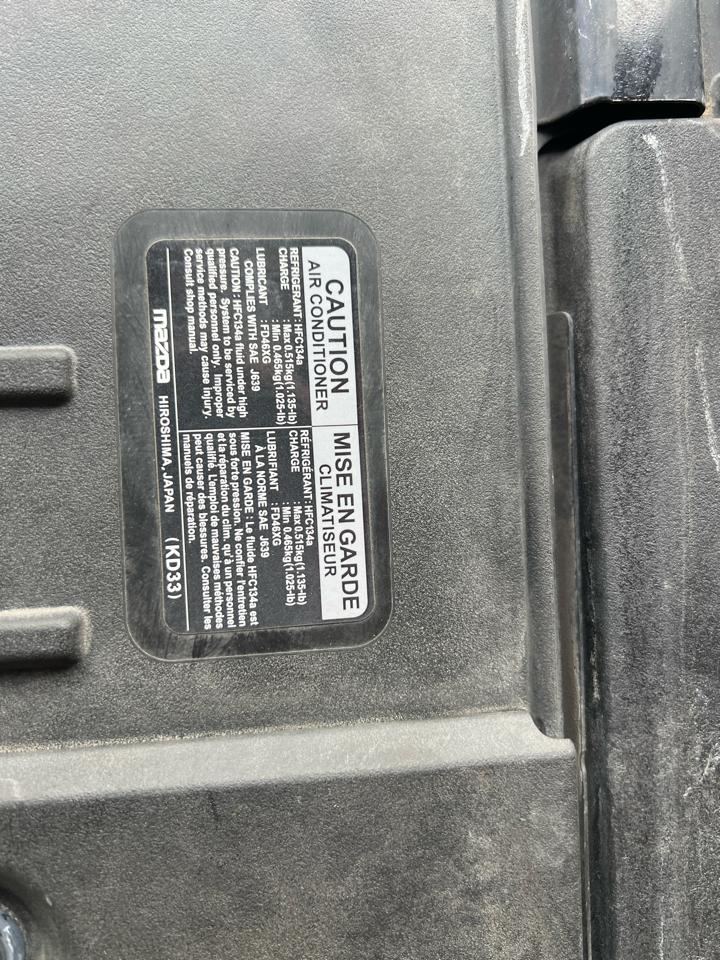 CAUTION
AIR CONDITIONER
REFRIGERANT : HFC134a
CHARGE : Max 0.515kg(1.135-lb)
: Min 0.465kg(1.025-lb)
LUBRICANT : FD46XG
COMPLIES WITH SAE J639
CAUTION : HFC134a fluid under high
pressure. System to be serviced by
qualified personnel only. Improper
service methods may cause injury.
Consult shop manual.
MISE EN GARDE
CLIMATISEUR
RÉFRIGÉRANT : HFC134a
CHARGE : Max 0.515kg(1.135-lb)
: Min 0.465kg(1.025-lb)
LUBRIFIANT : FD46XG
À LA NORME SAE J639
MISE EN GARDE : Le fluide HFC134a est
sous forte pression. Ne confier l'entretien
et la réparation du clim. qu'à un personnel
qualifié. L'emploi de mauvaises méthodes
peut causer des blessures. Consulter les
manuels de réparation.
mazda HIROSHIMA, JAPAN (KD33)